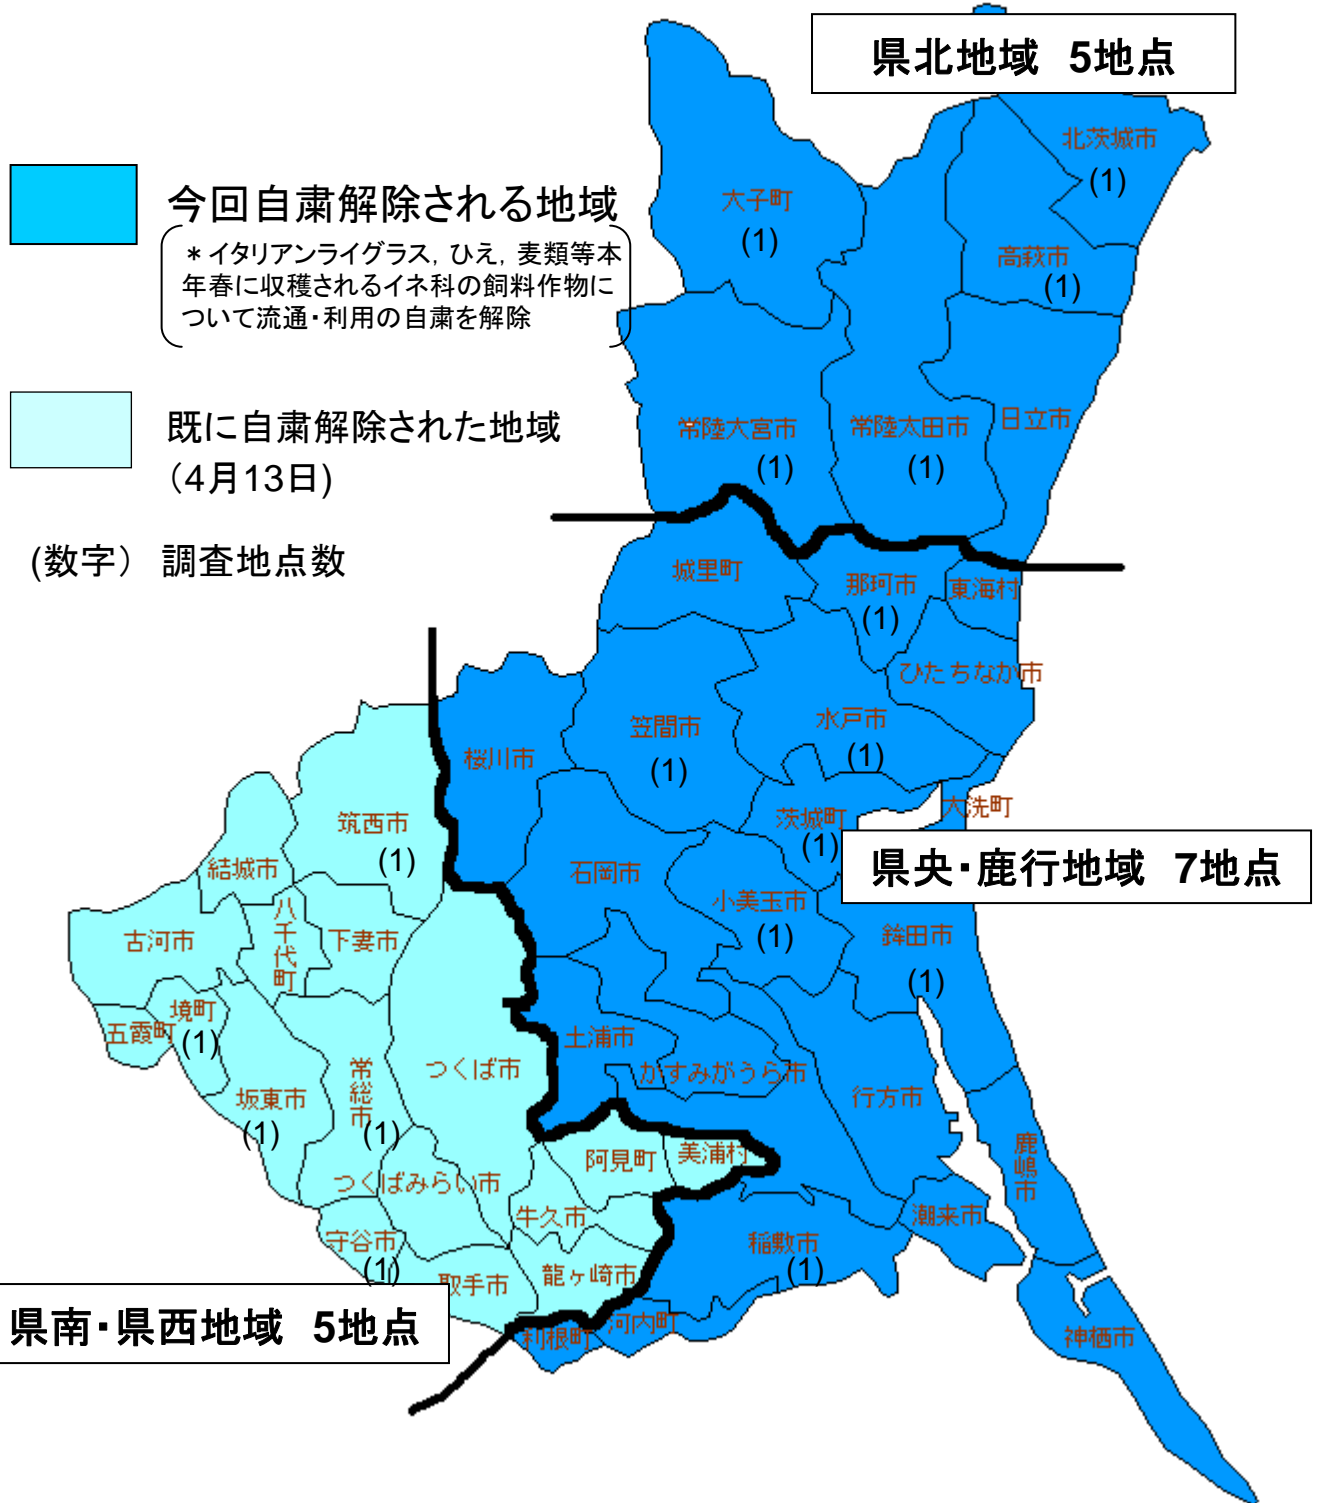 県北地域 5地点
北茨城市
(1)
今回自粛解除される地域
大子町
(1)
＊イタリアンライグラス，ひえ，麦類等本
年春に収穫されるイネ科の飼料作物に
ついて流通・利用の自粛を解除
高萩市
(1)
既に自粛解除された地域
（4月13日)
常陸大宮市
(1)
常陸太田市
(1)
日立市
(数字） 調査地点数
城里町
那珂市
(1)
東海村
ひたちなか市
桜川市
笠間市
(1)
水戸市
(1)
大洗町
茨城町
(1)
筑西市
(1)
結城市
県央・鹿行地域 7地点
石岡市
小美玉市
(1)
鉾田市
(1)
古河市
八千代町
下妻市
境町
(1)
五霞町
土浦市
かすみがうら市
つくば市
常総市
(1)
坂東市
(1)
行方市
鹿嶋市
阿見町
美浦村
つくばみらい市
牛久市
潮来市
守谷市
(1)
稲敷市
(1)
取手市
龍ヶ崎市
県南・県西地域 5地点
利根町
河内町
神栖市